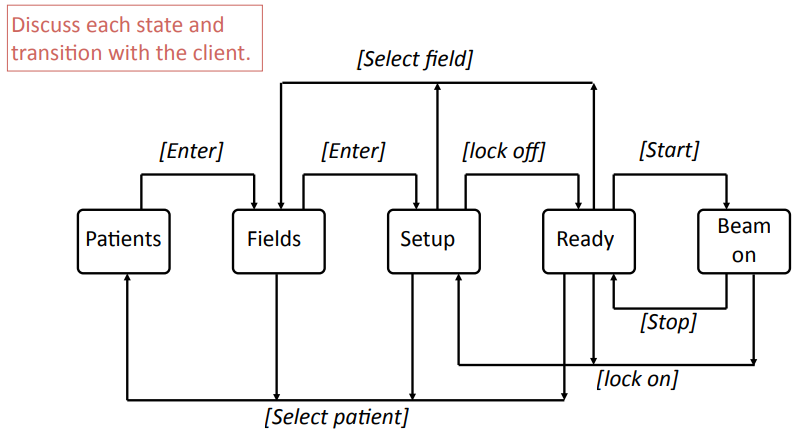 Discuss each state and
transition with the client.
[Select field]
[Enter]
[Enter]
[lock off]
[Start]
Patients
Fields
Setup
Ready
Beam
on
[Stop]
[lock on]
[Select patient]